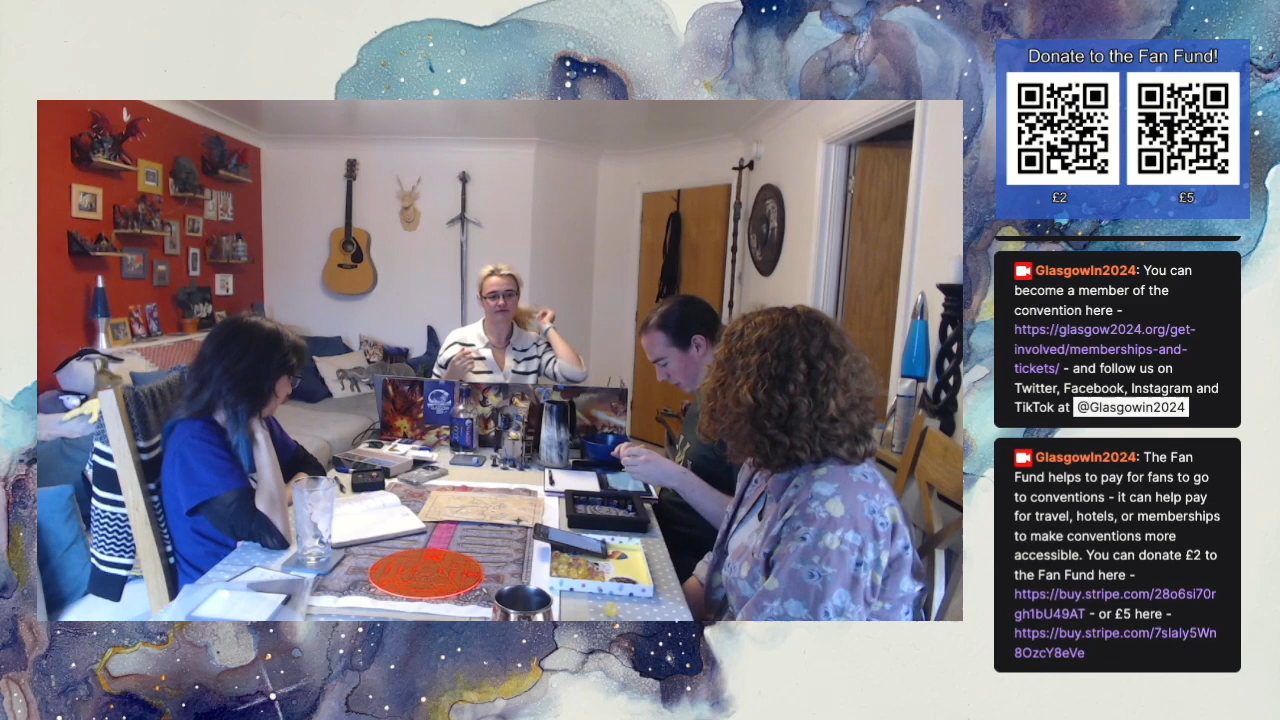 Donate to the Fan Fund!
£2
£5
GlasgowIn2024: You can
become a member of the
convention here -
https://glasgow2024.org/get-
involved/memberships-and-
tickets/ - and follow us on
Twitter, Facebook, Instagram and
TikTok at @Glasgowin2024
GlasgowIn2024: The Fan
Fund helps to pay for fans to go
to conventions - it can help pay
for travel, hotels, or memberships
to make conventions more
accessible. You can donate £2 to
the Fan Fund here -
https://buy.stripe.com/28o6si70r
gh1bU49AT - or £5 here -
https://buy.stripe.com/7slaly5Wn
8OzcY8eVe